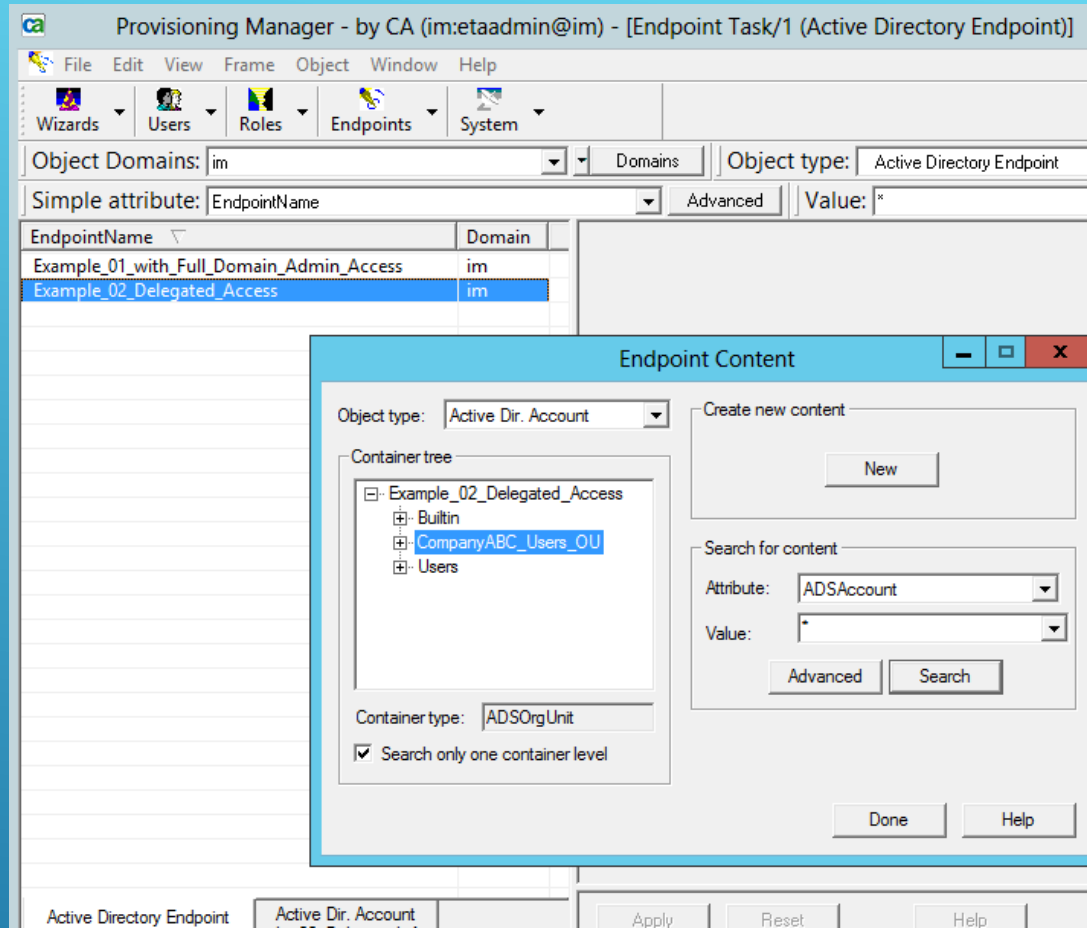 ca Provisioning Manager - by CA (im:etaadmin@im) - [Endpoint Task/1 (Active Directory Endpoint)]
File Edit View Frame Object Window Help
Wizards Users Roles Endpoints System
Object Domains: im Domains Object type: Active Directory Endpoint
Simple attribute: EndpointName Advanced Value: *
EndpointName Domain
Example_01_with_Full_Domain_Admin_Access im
Example_02_Delegated_Access im
Endpoint Content
Object type: Active Dir. Account
Create new content
New
Container tree
Example_02_Delegated_Access
Builtin
CompanyABC_Users_OU
Users
Search for content
Attribute: ADSAccount
Value: *
Advanced Search
Container type: ADSOrgUnit
Search only one container level
Done Help
Active Directory Endpoint Active Dir. Account
Apply Reset Help